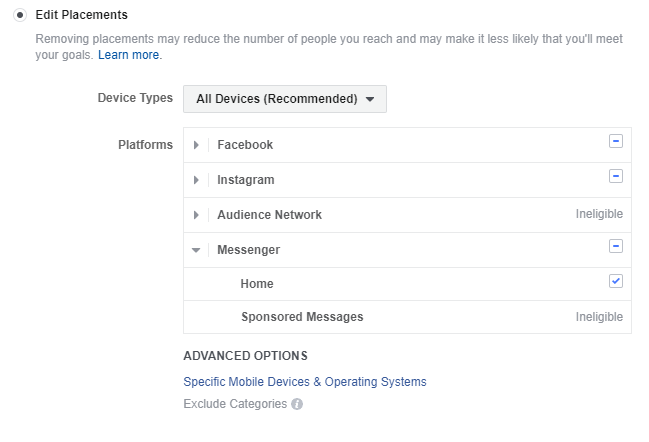 Edit Placements
Removing placements may reduce the number of people you reach and may make it less likely that you'll meet
your goals. Learn more.
Device Types All Devices (Recommended)
Platforms Facebook
Instagram
Audience Network Ineligible
Messenger
Home
Sponsored Messages Ineligible
ADVANCED OPTIONS
Specific Mobile Devices & Operating Systems
Exclude Categories